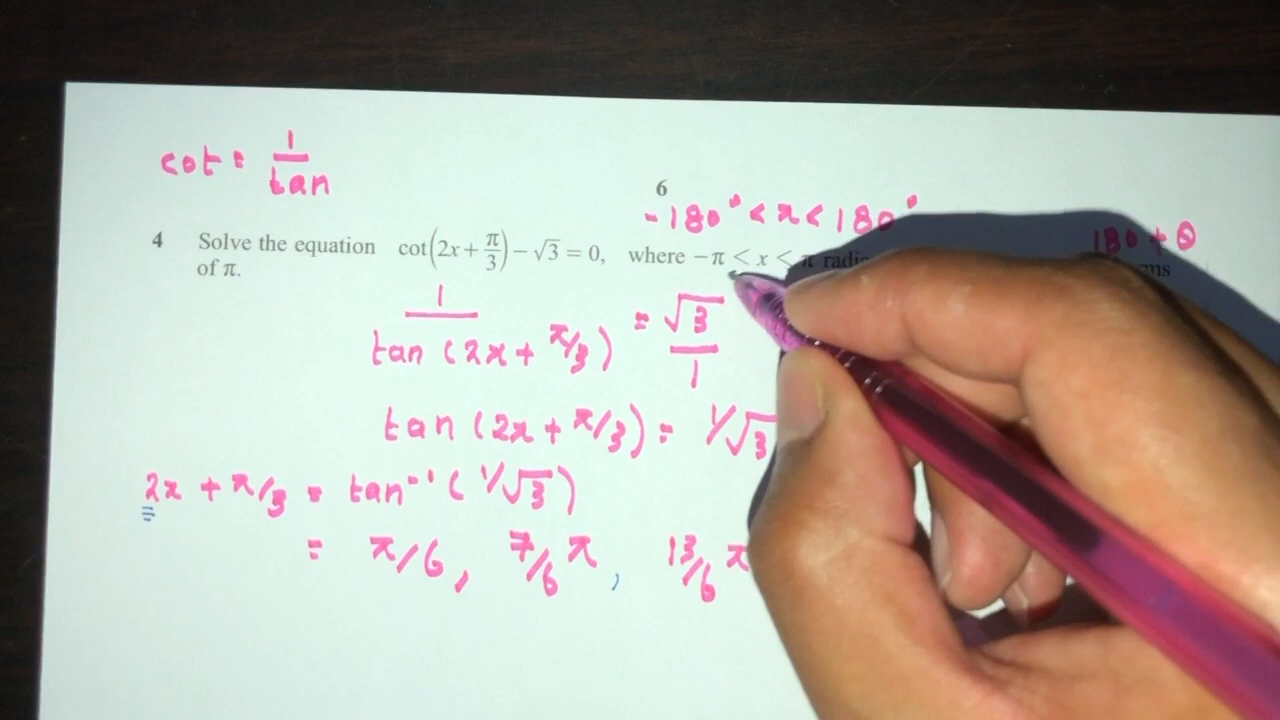 cot = 1/tan
6
-180° < x < 180°
180 + θ
4 Solve the equation cot(2x + π/3) − √3 = 0, where −π < x < π
of π.
1/tan (2x + π/3) = √3/1
tan (2x + π/3) = 1/√3
2x + π/3 = tan⁻¹ (1/√3)
= π/6, 7/6 π, 13/6 π